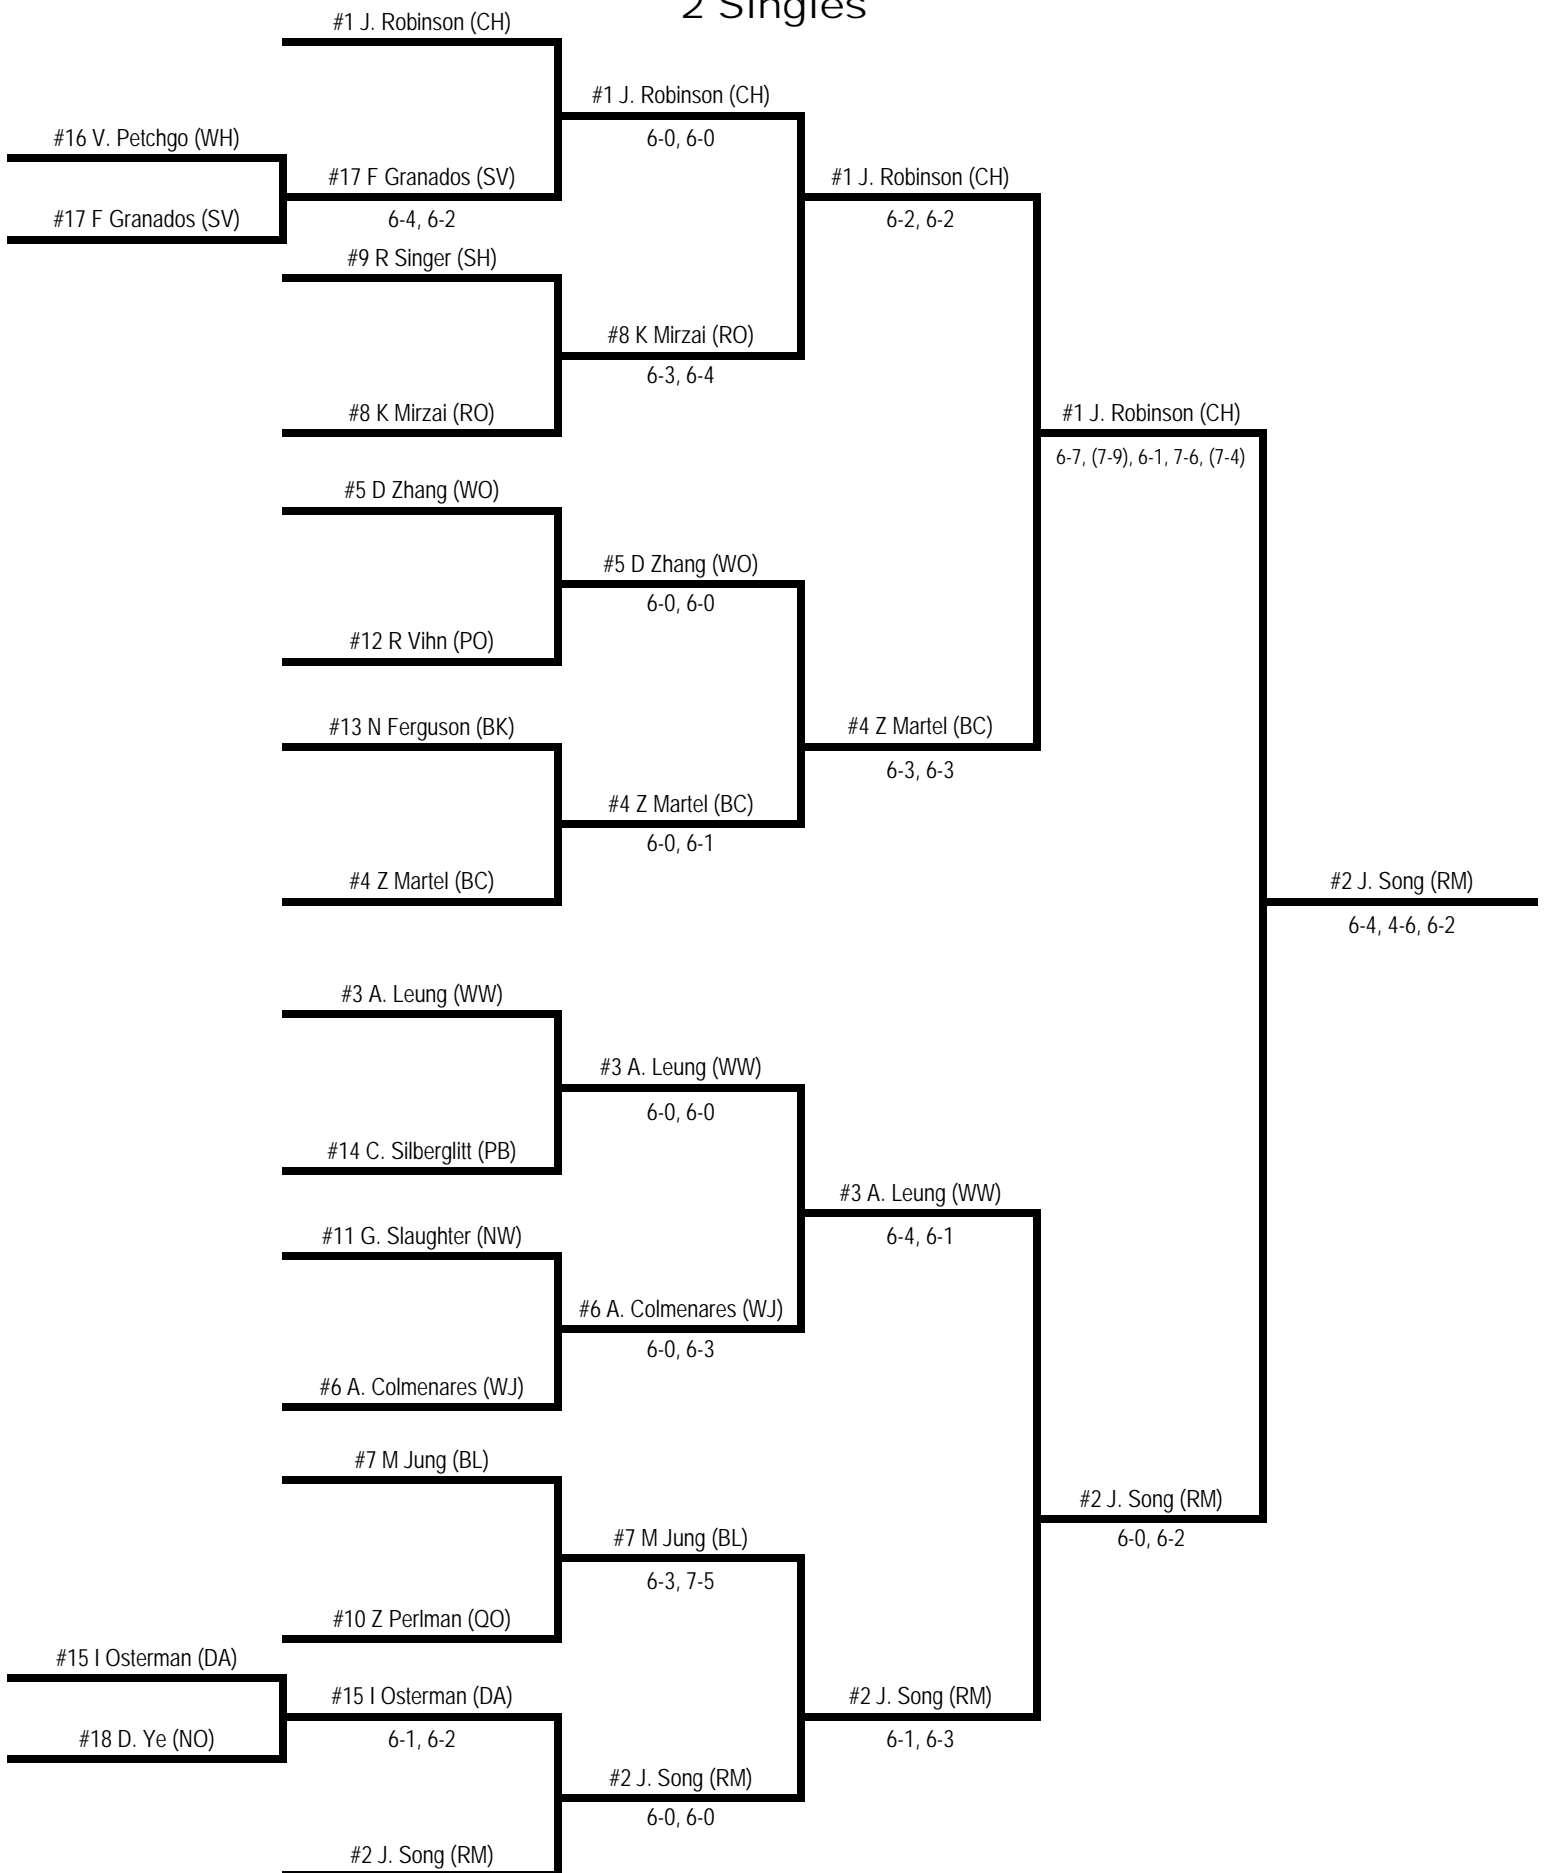 2 Singles
#1 J. Robinson (CH)
#1 J. Robinson (CH)
#16 V. Petchgo (WH)
6-0, 6-0
#17 F Granados (SV)
#1 J. Robinson (CH)
#17 F Granados (SV)
6-4, 6-2
6-2, 6-2
#9 R Singer (SH)
#8 K Mirzai (RO)
6-3, 6-4
#8 K Mirzai (RO)
#1 J. Robinson (CH)
6-7, (7-9), 6-1, 7-6, (7-4)
#5 D Zhang (WO)
#5 D Zhang (WO)
6-0, 6-0
#12 R Vihn (PO)
#13 N Ferguson (BK)
#4 Z Martel (BC)
6-3, 6-3
#4 Z Martel (BC)
6-0, 6-1
#4 Z Martel (BC)
#2 J. Song (RM)
6-4, 4-6, 6-2
#3 A. Leung (WW)
#3 A. Leung (WW)
6-0, 6-0
#14 C. Silberglitt (PB)
#3 A. Leung (WW)
#11 G. Slaughter (NW)
6-4, 6-1
#6 A. Colmenares (WJ)
6-0, 6-3
#6 A. Colmenares (WJ)
#7 M Jung (BL)
#2 J. Song (RM)
#7 M Jung (BL)
6-0, 6-2
6-3, 7-5
#10 Z Perlman (QO)
#15 I Osterman (DA)
#15 I Osterman (DA)
#2 J. Song (RM)
#18 D. Ye (NO)
6-1, 6-2
6-1, 6-3
#2 J. Song (RM)
6-0, 6-0
#2 J. Song (RM)